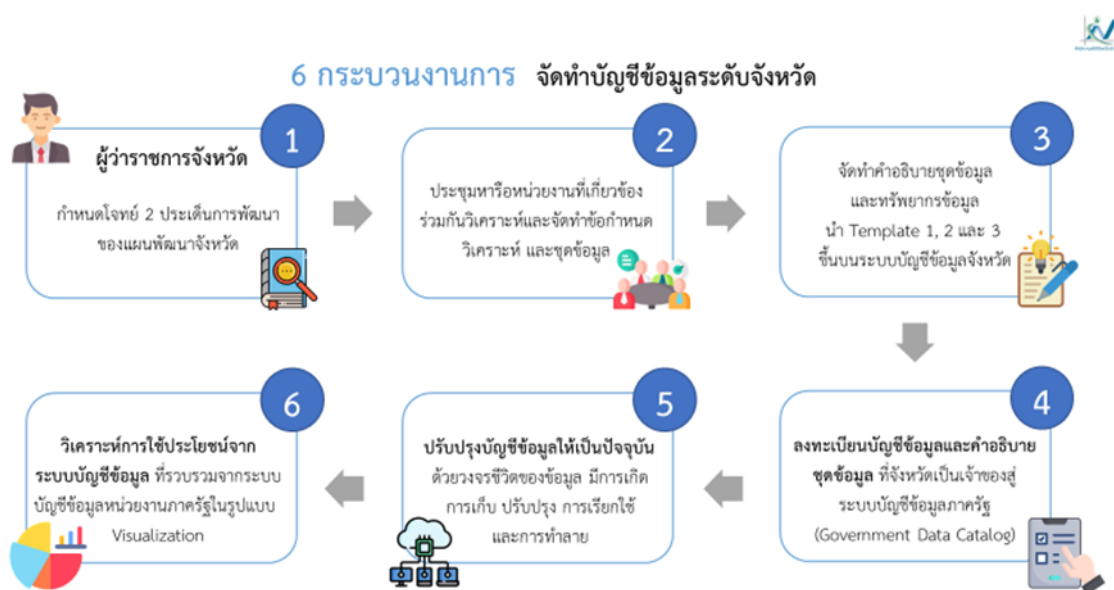 6 กระบวนงานการ จัดทำบัญชีข้อมูลระดับจังหวัด
1
ผู้ว่าราชการจังหวัด
กำหนดโจทย์ 2 ประเด็นการพัฒนา
ของแผนพัฒนาจังหวัด
2
ประชุมหารือหน่วยงานที่เกี่ยวข้อง
ร่วมกันวิเคราะห์และจัดทำข้อกำหนด
วิเคราะห์ และชุดข้อมูล
3
จัดทำคำอธิบายชุดข้อมูล
และทรัพยากรข้อมูล
นำ Template 1, 2 และ 3
ขึ้นบนระบบบัญชีข้อมูลจังหวัด
4
ลงทะเบียนบัญชีข้อมูลและคำอธิบาย
ชุดข้อมูล ที่จังหวัดเป็นเจ้าของสู่
ระบบบัญชีข้อมูลภาครัฐ
(Government Data Catalog)
5
ปรับปรุงบัญชีข้อมูลให้เป็นปัจจุบัน
ด้วยวงจรชีวิตของข้อมูล มีการเกิด
การเก็บ ปรับปรุง การเรียกใช้
และการทำลาย
6
วิเคราะห์การใช้ประโยชน์จาก
ระบบบัญชีข้อมูล ที่รวบรวมจากระบบ
บัญชีข้อมูลหน่วยงานภาครัฐในรูปแบบ
Visualization